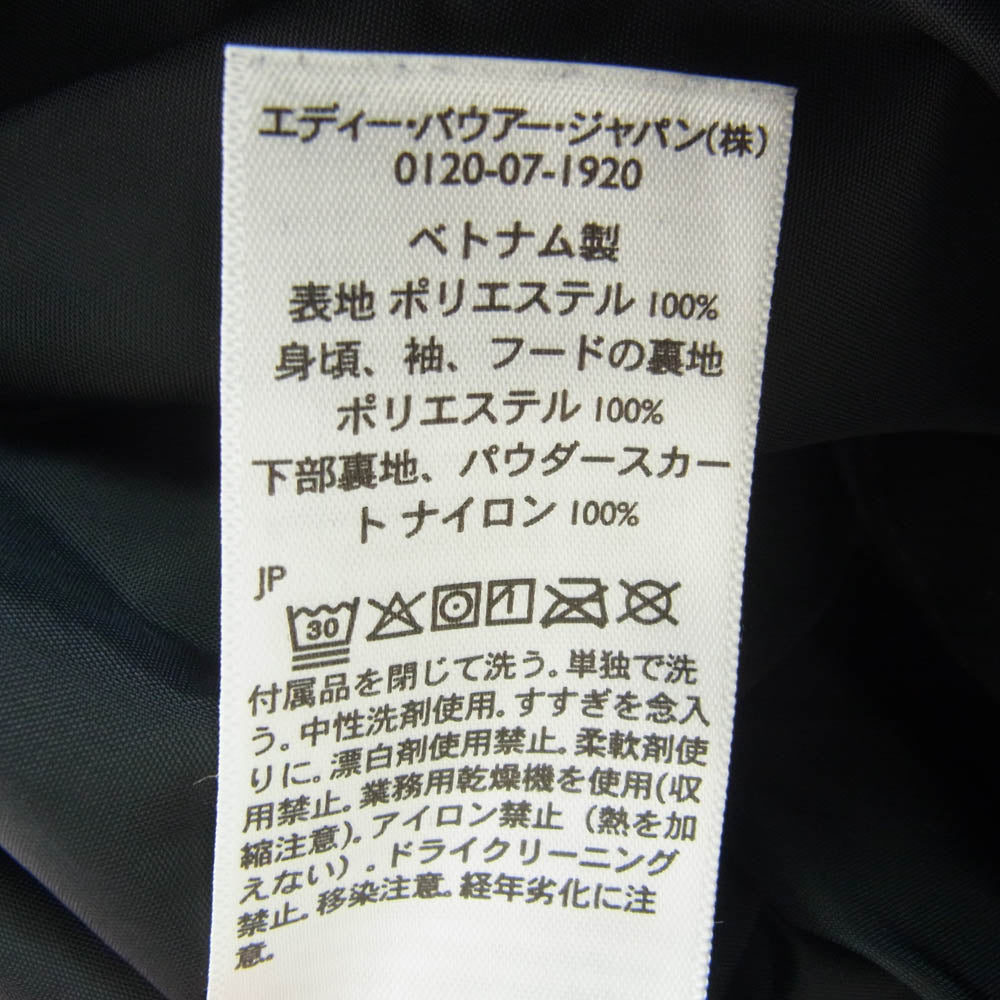 エディー・バウアー・ジャパン(株)
0120-07-1920
ベトナム製
表地 ポリエステル 100%
身頃、袖、フードの裏地
ポリエステル 100%
下部裏地、パウダースカー
ト ナイロン 100%
JP
30
付属品を閉じて洗う。単独で洗
う。中性洗剤使用。すすぎを念入
りに。漂白剤使用禁止。柔軟剤使
用禁止。業務用乾燥機を使用(収
縮注意)。アイロン禁止（熱を加
えない）。ドライクリーニング
禁止。移染注意。経年劣化に注
意。